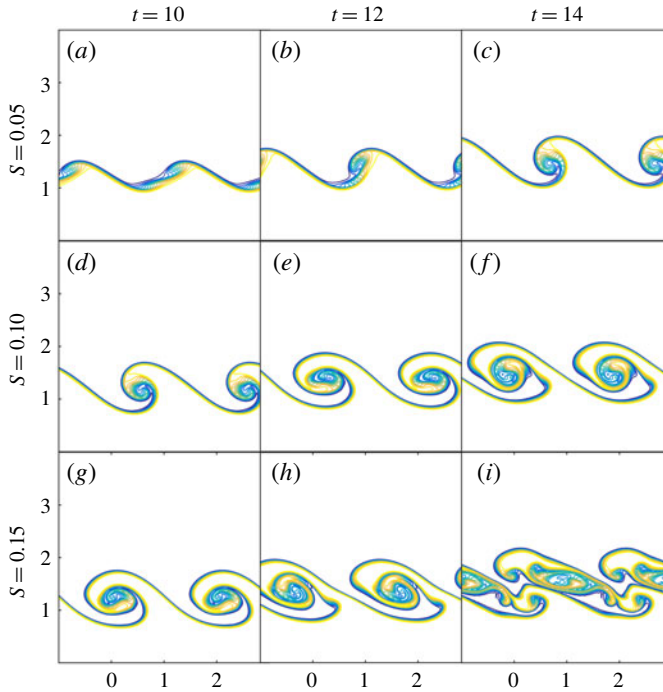 t = 10 t = 12 t = 14
(a) (b) (c)
3
2
1
S = 0.05
(d) (e) (f)
3
2
1
S = 0.10
(g) (h) (i)
3
2
1
S = 0.15
0 1 2 0 1 2 0 1 2